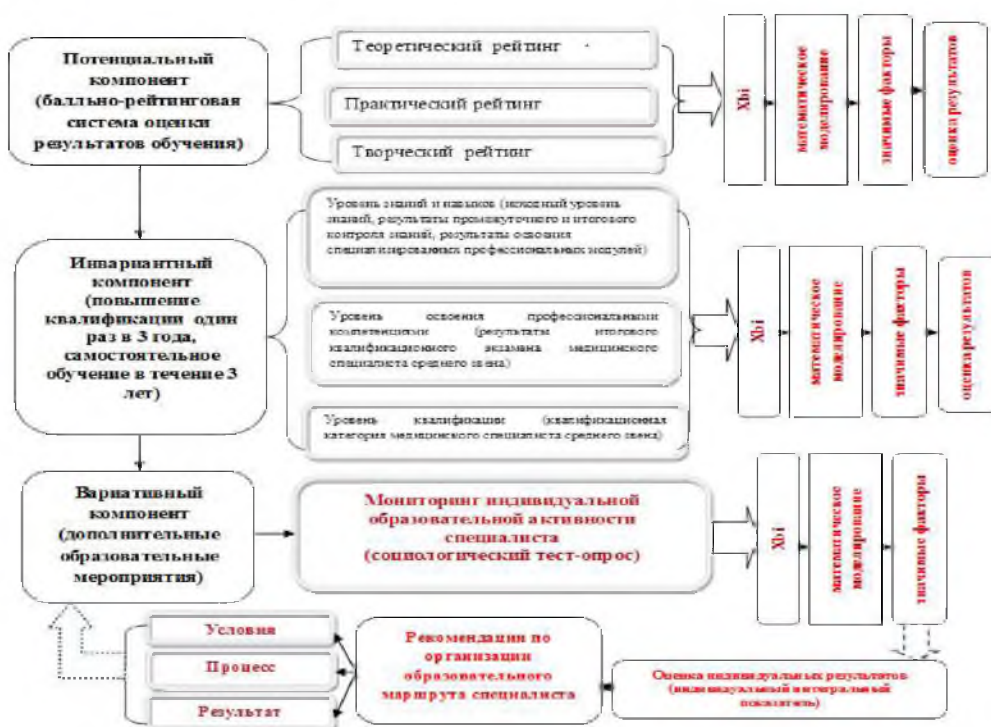 Потенциальный
компонент
(балльно-рейтинговая
система оценки
результатов обучения)
Теоретический рейтинг
Практический рейтинг
Творческий рейтинг
Xbi
математическое
моделирование
значимые факторы
оценка результатов
Инвариантный
компонент
(повышение
квалификации один
раз в 3 года,
самостоятельное
обучение в течение 3
лет)
Уровень знаний и навыков (исходный уровень
знаний, результаты промежуточного и итогового
контроля знаний, результаты освоения
специализированных профессиональных модулей)
Уровень освоения профессиональными
компетенциями (результаты итогового
квалификационного экзамена медицинского
специалиста среднего звена)
Уровень квалификации (квалификационная
категория медицинского специалиста среднего звена)
Xbi
математическое
моделирование
значимые факторы
оценка результатов
Вариативный
компонент
(дополнительные
образовательные
мероприятия)
Мониторинг индивидуальной
образовательной активности
специалиста
(социологический тест-опрос)
Xbi
математическое
моделирование
значимые факторы
Условия
Процесс
Результат
Рекомендации по
организации
образовательного
маршрута специалиста
Оценка индивидуальных результатов
(индивидуальный интегральный
показатель)